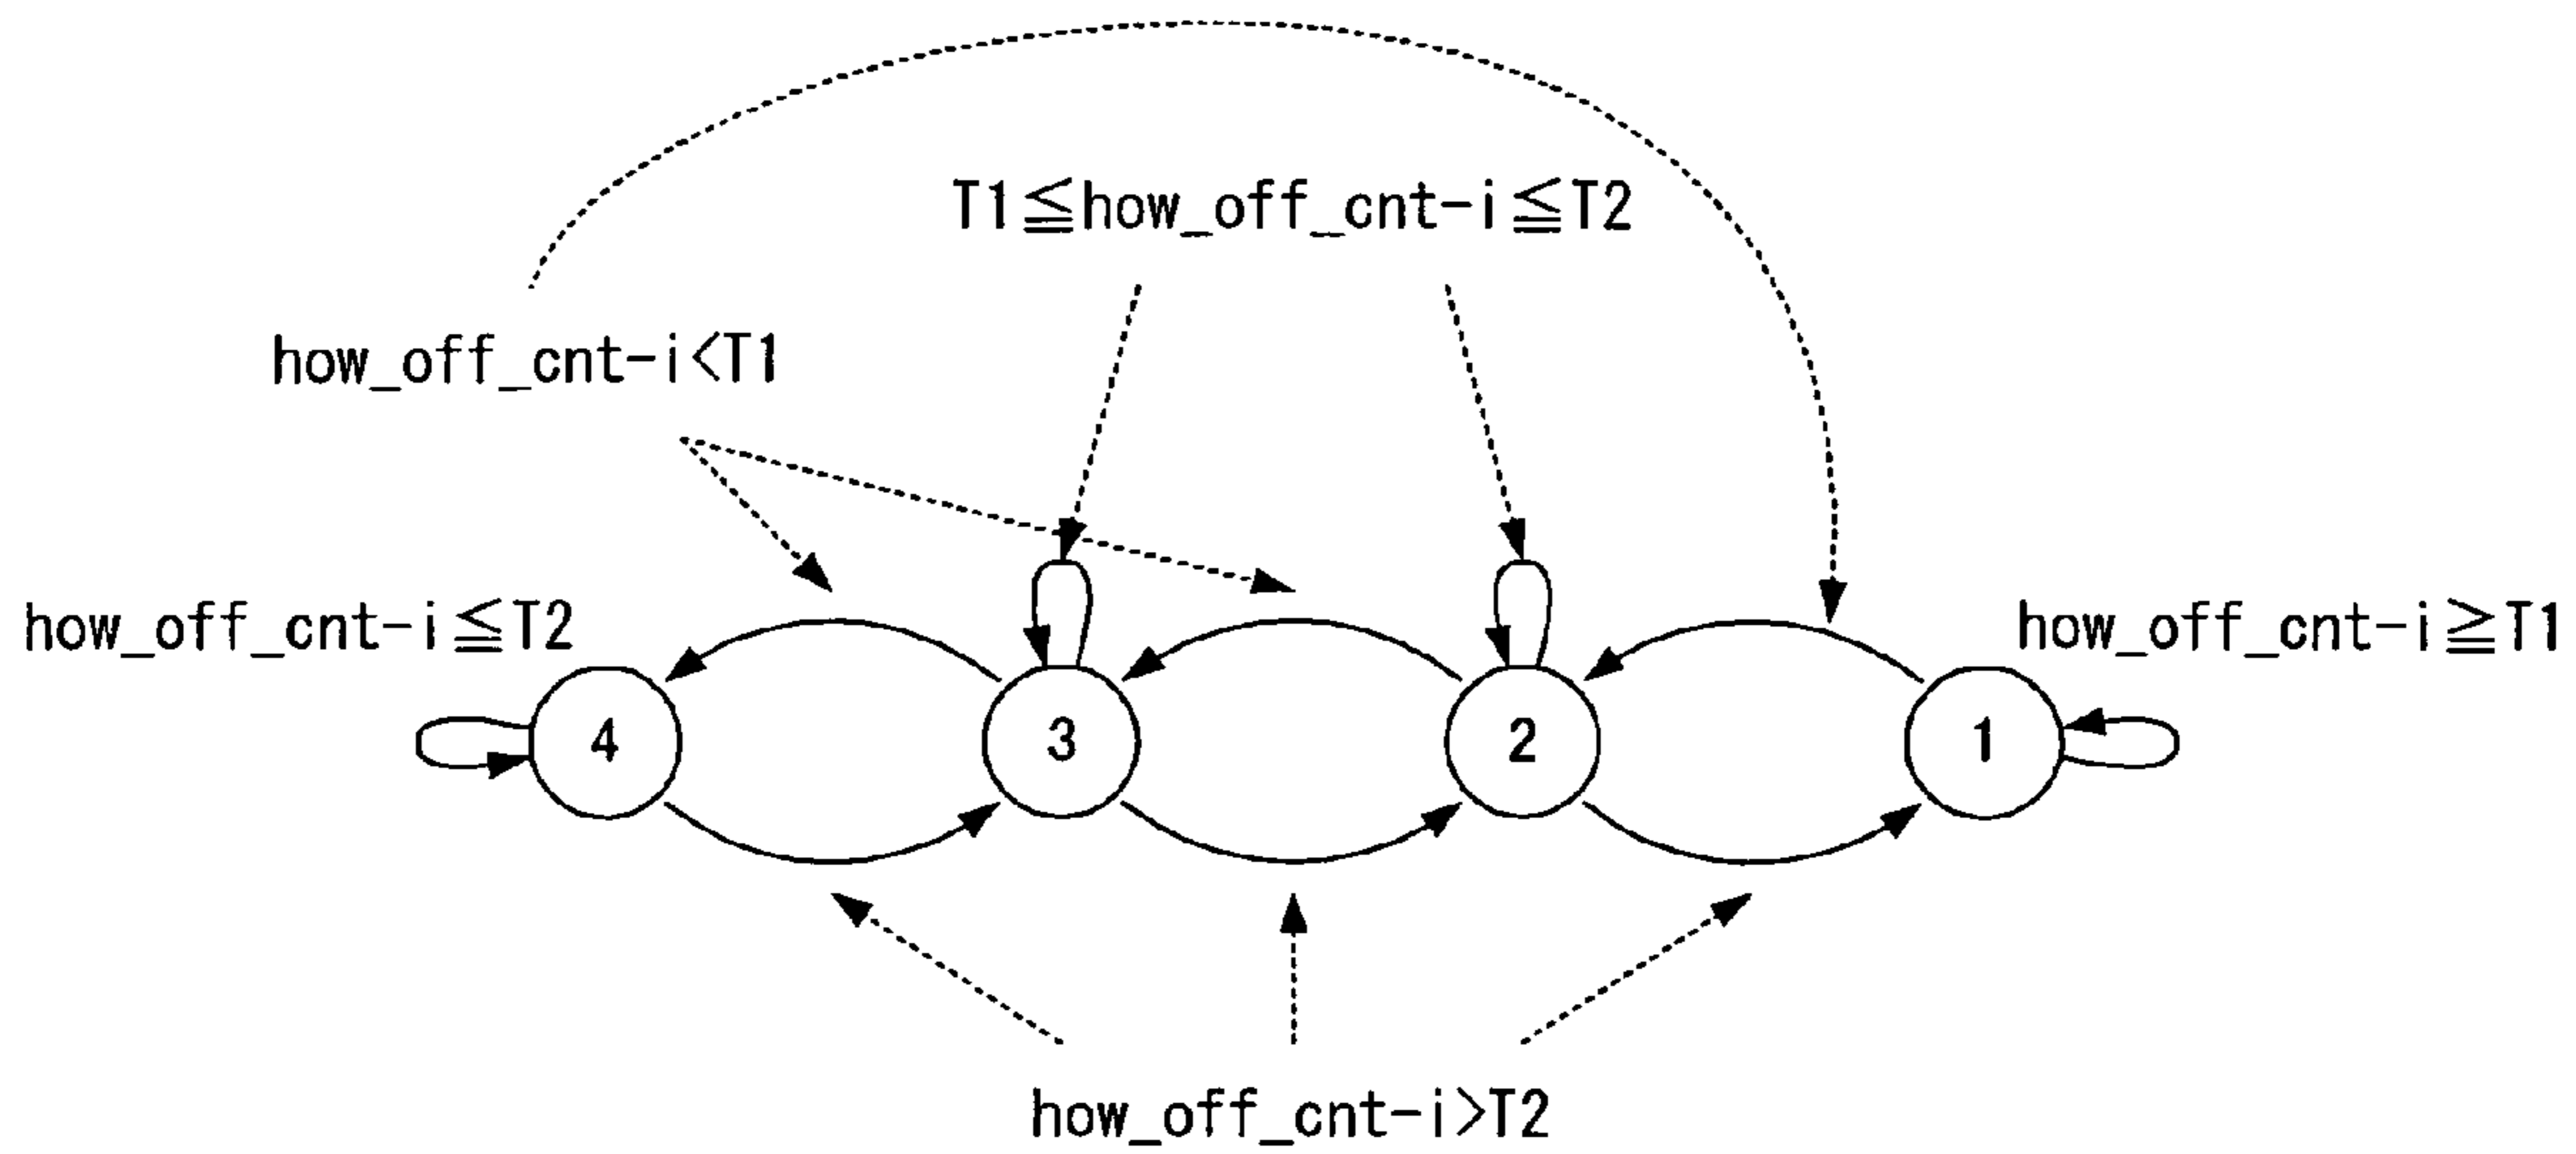 T1≦how_off_cnt-i≦T2
how_off_cnt-i<T1
how_off_cnt-i≦T2
how_off_cnt-i≧T1
4
3
2
1
how_off_cnt-i>T2